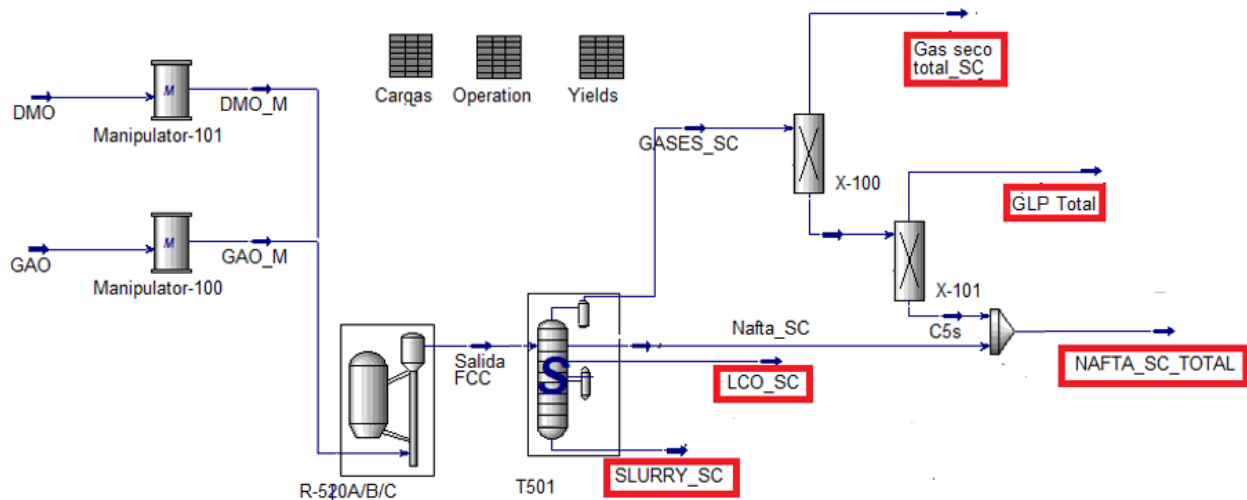 Gas seco
total_SC
M
DMO
DMO_M
Cargas
Operation
Yields
Manipulator-101
GASES_SC
X-100
GLP Total
M
GAO
GAO_M
Manipulator-100
X-101
Nafta_SC
C5s
Salida
FCC
S
LCO_SC
NAFTA_SC_TOTAL
SLURRY_SC
R-520A/B/C
T501